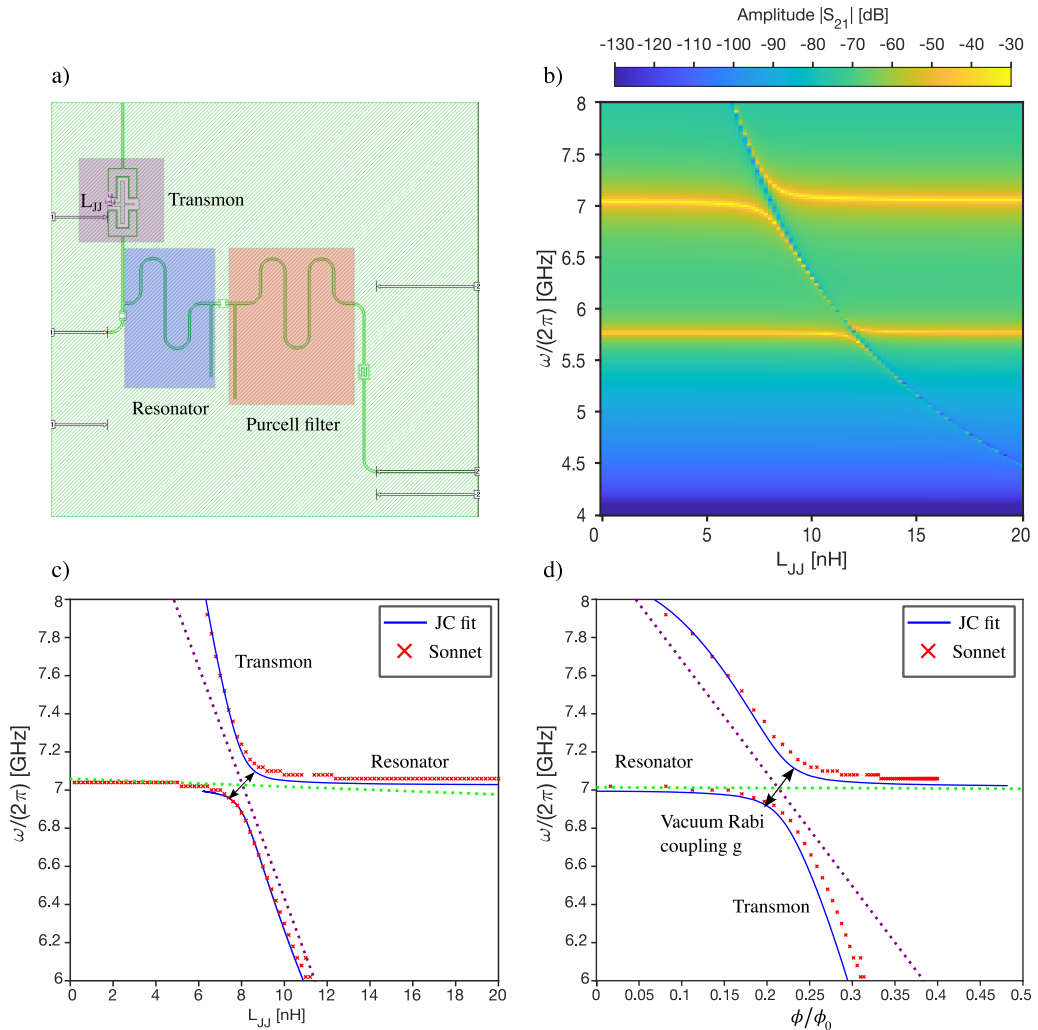 Amplitude |S21| [dB]
-130 -120 -110 -100 -90 -80 -70 -60 -50 -40 -30
a)
b)
LJJ
Transmon
Resonator
Purcell filter
8
7.5
7
6.5
6
5.5
5
4.5
4
ω/(2π) [GHz]
0 5 10 15 20
LJJ [nH]
c)
8
7.8
7.6
7.4
7.2
7
6.8
6.6
6.4
6.2
6
ω/(2π) [GHz]
JC fit
Sonnet
Transmon
Resonator
0 2 4 6 8 10 12 14 16 18 20
LJJ [nH]
d)
8
7.8
7.6
7.4
7.2
7
6.8
6.6
6.4
6.2
6
ω/(2π) [GHz]
JC fit
Sonnet
Resonator
Vacuum Rabi
coupling g
Transmon
0 0.05 0.1 0.15 0.2 0.25 0.3 0.35 0.4 0.45 0.5
ϕ/ϕ0